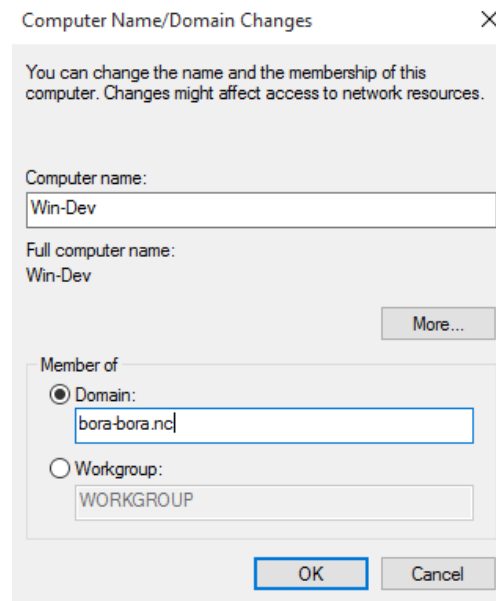 Computer Name/Domain Changes
You can change the name and the membership of this
computer. Changes might affect access to network resources.
Computer name:
Win-Dev
Full computer name:
Win-Dev
More...
Member of
Domain:
bora-bora.nc
Workgroup:
WORKGROUP
OK Cancel